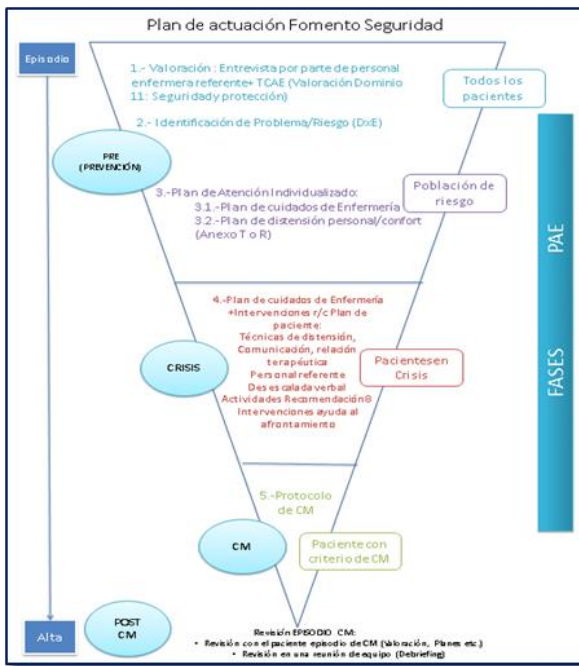 Plan de actuación Fomento Seguridad
Episodio
1.- Valoración : Entrevista por parte de personal
enfermera referente+ TCAE (Valoración Dominio
11: Seguridad y protección)
Todos los
pacientes
2.- Identificación de Problema/Riesgo (DxE)
PRE
(PREVENCIÓN)
3.-Plan de Atención Individualizado:
3.1.-Plan de cuidados de Enfermería
3.2.-Plan de distensión personal/confort
(Anexo T o R)
Población de
riesgo
PAE
4.-Plan de cuidados de Enfermería
+Intervenciones r/c Plan de
paciente:
Técnicas de distensión,
Comunicación, relación
terapéutica
Personal referente
Desescalada verbal
Actividades Recomendación8
Intervenciones ayuda al
afrontamiento
CRISIS
Pacientes en
Crisis
FASES
5.-Protocolo
de CM
CM
Paciente con
criterio de CM
POST
CM
Alta
Revisión EPISODIO CM:
• Revisión con el paciente episodio de CM (Valoración, Planes etc.)
• Revisión en una reunión de equipo (Debriefing)